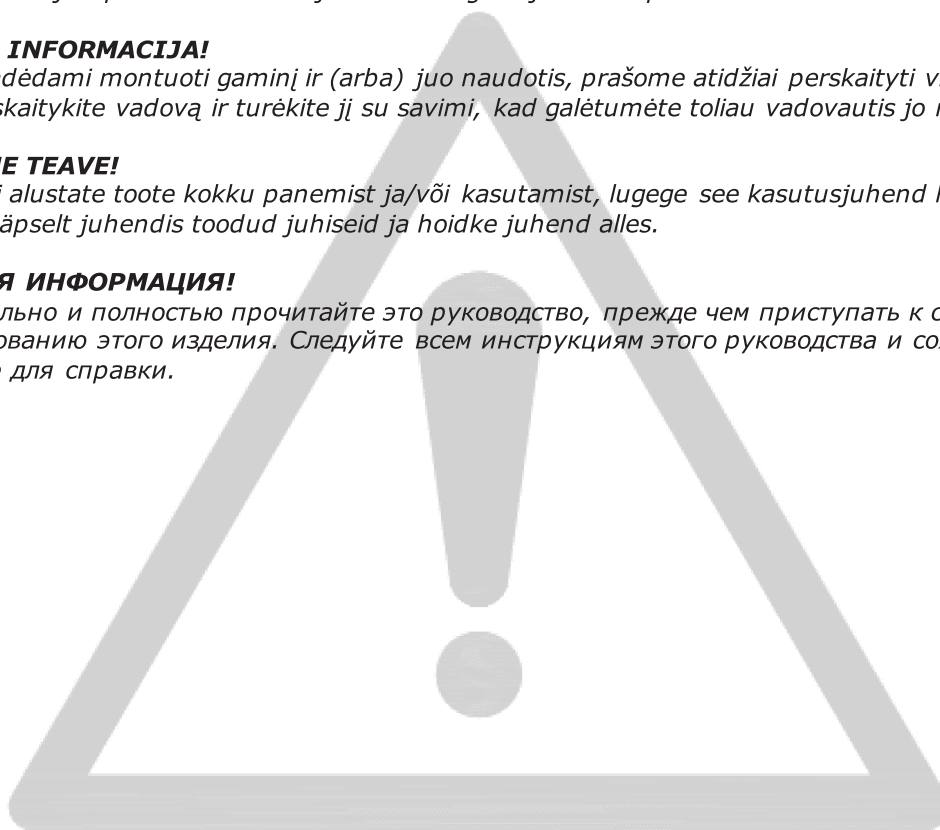 INFORMACIJA!
dėdami montuoti gaminį ir (arba) juo naudotis, prašome atidžiai perskaityti
skaitykite vadovą ir turėkite jį su savimi, kad galėtumėte toliau vadovautis jo
E TEAVE!
alustate toote kokku panemist ja/või kasutamist, lugege see kasutusjuhend
äpselt juhendis toodud juhiseid ja hoidke juhend alles.
Я ИНФОРМАЦИЯ!
льно и полностью прочитайте это руководство, прежде чем приступать к с
ованию этого изделия. Следуйте всем инструкциям этого руководства и со
для справки.